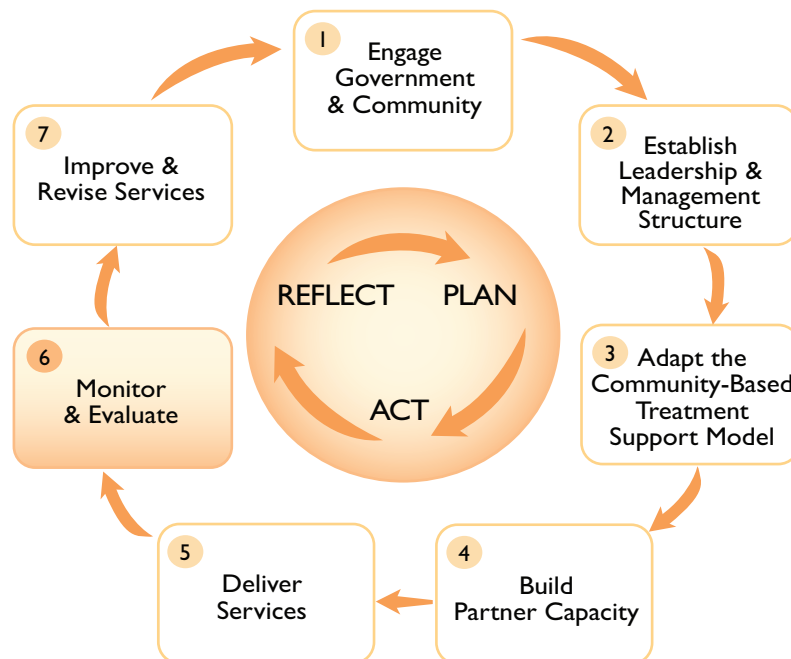 1
Engage
Government
& Community
2
Establish
Leadership &
Management
Structure
3
Adapt the
Community-Based
Treatment
Support Model
4
Build
Partner Capacity
5
Deliver
Services
6
Monitor
& Evaluate
7
Improve &
Revise Services
REFLECT
PLAN
ACT